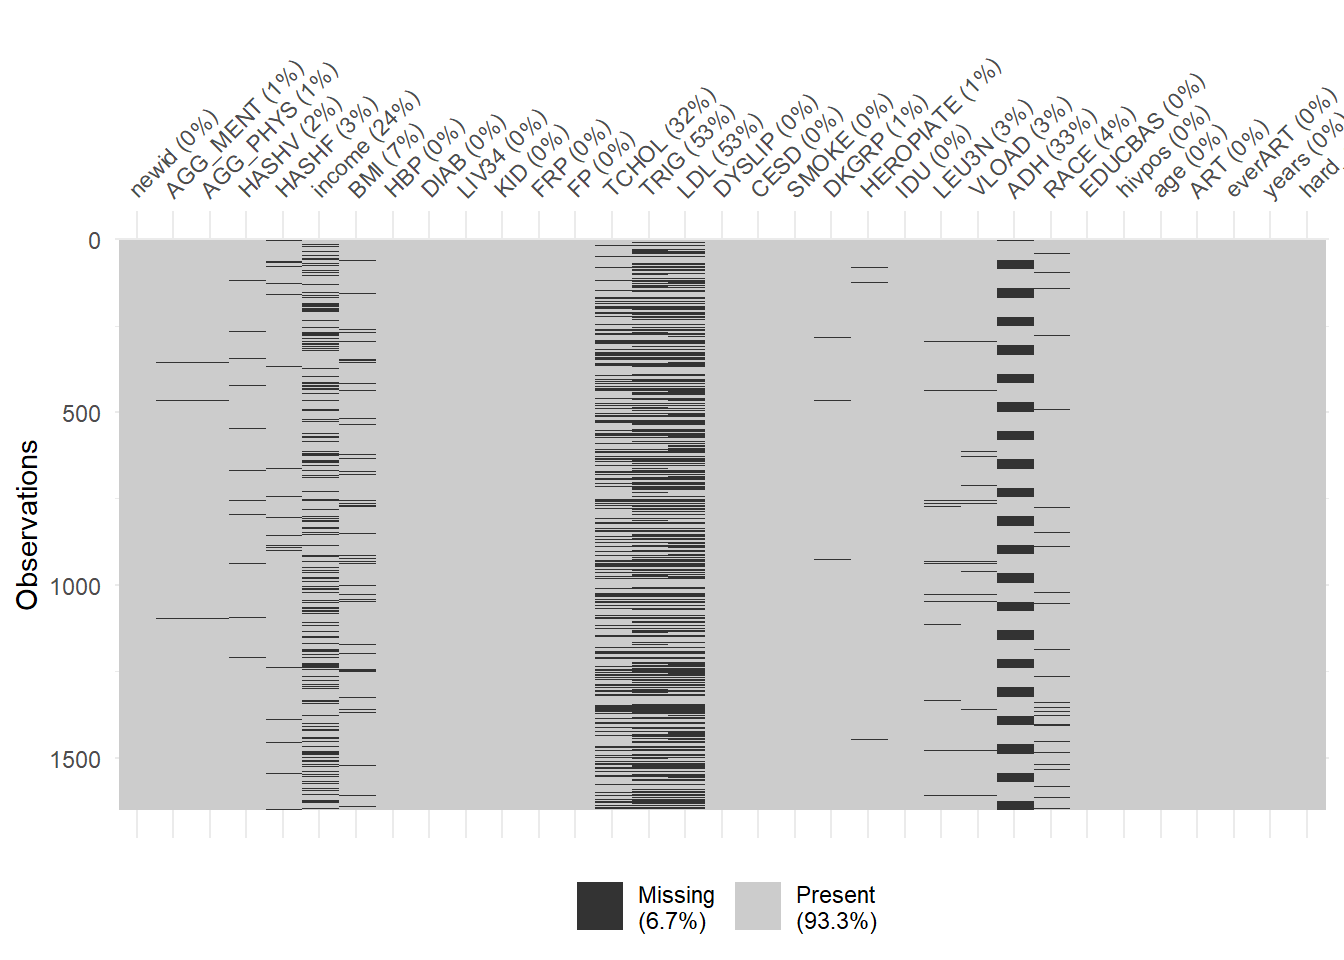 newid (0%)
AGG_MENT (1%)
AGG_PHYS (1%)
HASHV (2%)
HASHF (3%)
income (24%)
BMI (7%)
HBP (0%)
DIAB (0%)
LIV34 (0%)
KID (0%)
FRP (0%)
FP (0%)
TCHOL (32%)
TRIG (53%)
LDL (53%)
DYSLIP (0%)
CESD (0%)
SMOKE (0%)
DKGRP (1%)
HEROPIATE (1%)
IDU (0%)
LEU3N (3%)
VLOAD (3%)
ADH (33%)
RACE (4%)
EDUCBAS (0%)
hivpos (0%)
age (0%)
ART (0%)
everART (0%)
years (0%
hard_
0
500
1000
1500
Observations
Missing
(6.7%)
Present
(93.3%)